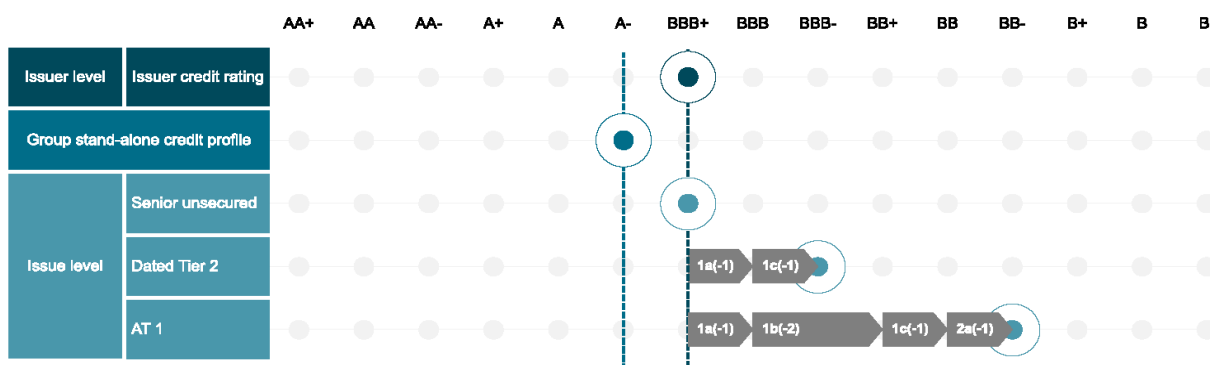 AA+ AA AA- A+ A A- BBB+ BBB BBB- BB+ BB BB- B+ B B
Issuer level Issuer credit rating
Group stand-alone credit profile
Senior unsecured
Issue level Dated Tier 2 1a(-1) 1c(-1)
AT 1 1a(-1) 1b(-2) 1c(-1) 2a(-1)